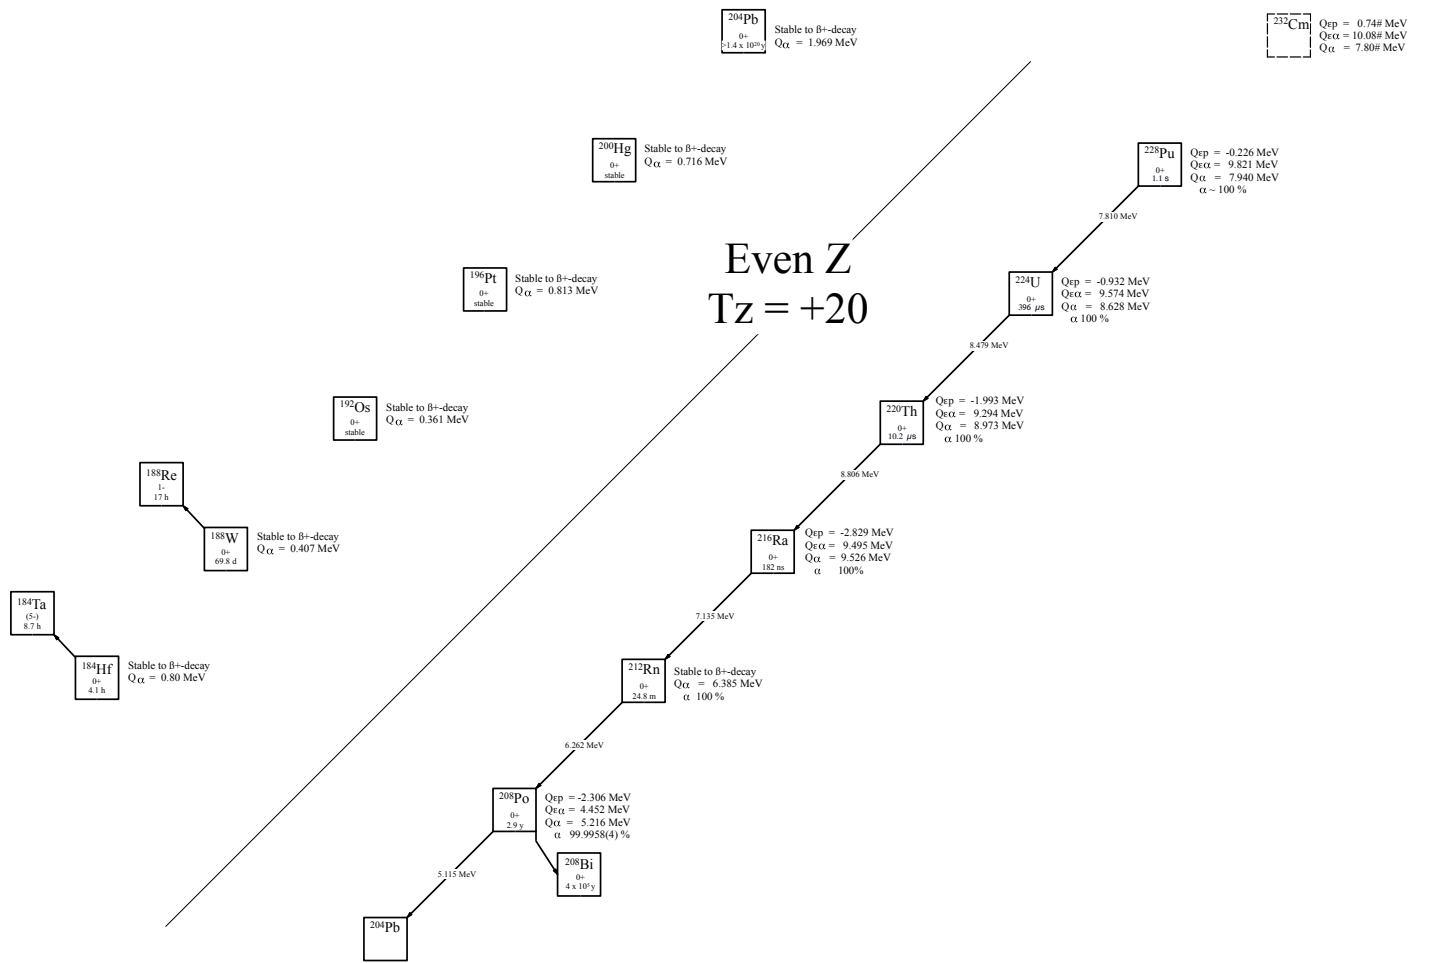 204Pb
0+
>1.4 x 10²⁰ y
Stable to ß+-decay
Qα = 1.969 MeV
232Cm
Qεp = 0.74# MeV
Qεα = 10.08# MeV
Qα = 7.80# MeV
200Hg
0+
stable
Stable to ß+-decay
Qα = 0.716 MeV
228Pu
0+
1.1 s
Qεp = -0.226 MeV
Qεα = 9.821 MeV
Qα = 7.940 MeV
α ~ 100 %
7.810 MeV
Even Z
Tz = +20
196Pt
0+
stable
Stable to ß+-decay
Qα = 0.813 MeV
224U
0+
396 µs
Qεp = -0.932 MeV
Qεα = 9.574 MeV
Qα = 8.628 MeV
α 100 %
8.479 MeV
192Os
0+
stable
Stable to ß+-decay
Qα = 0.361 MeV
220Th
0+
10.2 µs
Qεp = -1.993 MeV
Qεα = 9.294 MeV
Qα = 8.973 MeV
α 100 %
8.806 MeV
188Re
1-
17 h
188W
0+
69.8 d
Stable to ß+-decay
Qα = 0.407 MeV
216Ra
0+
182 ns
Qεp = -2.829 MeV
Qεα = 9.495 MeV
Qα = 9.526 MeV
α 100%
7.135 MeV
184Ta
(5-)
8.7 h
184Hf
0+
4.1 h
Stable to ß+-decay
Qα = 0.80 MeV
212Rn
0+
24.8 m
Stable to ß+-decay
Qα = 6.385 MeV
α 100 %
6.262 MeV
208Po
0+
2.9 y
Qεp = -2.306 MeV
Qεα = 4.452 MeV
Qα = 5.216 MeV
α 99.9958(4) %
208Bi
0+
4 x 10⁵ y
5.115 MeV
204Pb